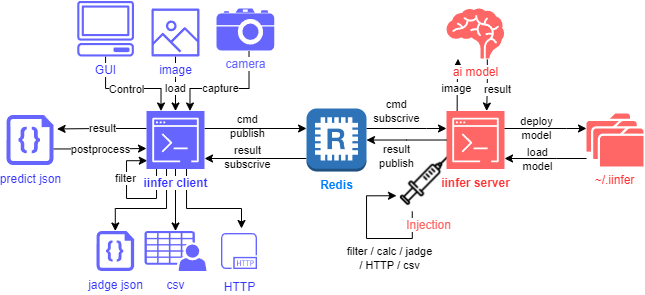 GUI
image
camera
Control
load
capture
ai model
image
result
{}
result
postprocess
filter
predict json
>_
iinfer client
cmd
publish
result
subscrive
R
Redis
cmd
subscrive
result
publish
>_
iinfer server
deploy
model
load
model
~/.iinfer
Injection
filter / calc / jadge
/ HTTP / csv
{}
jadge json
csv
HTTP
HTTP